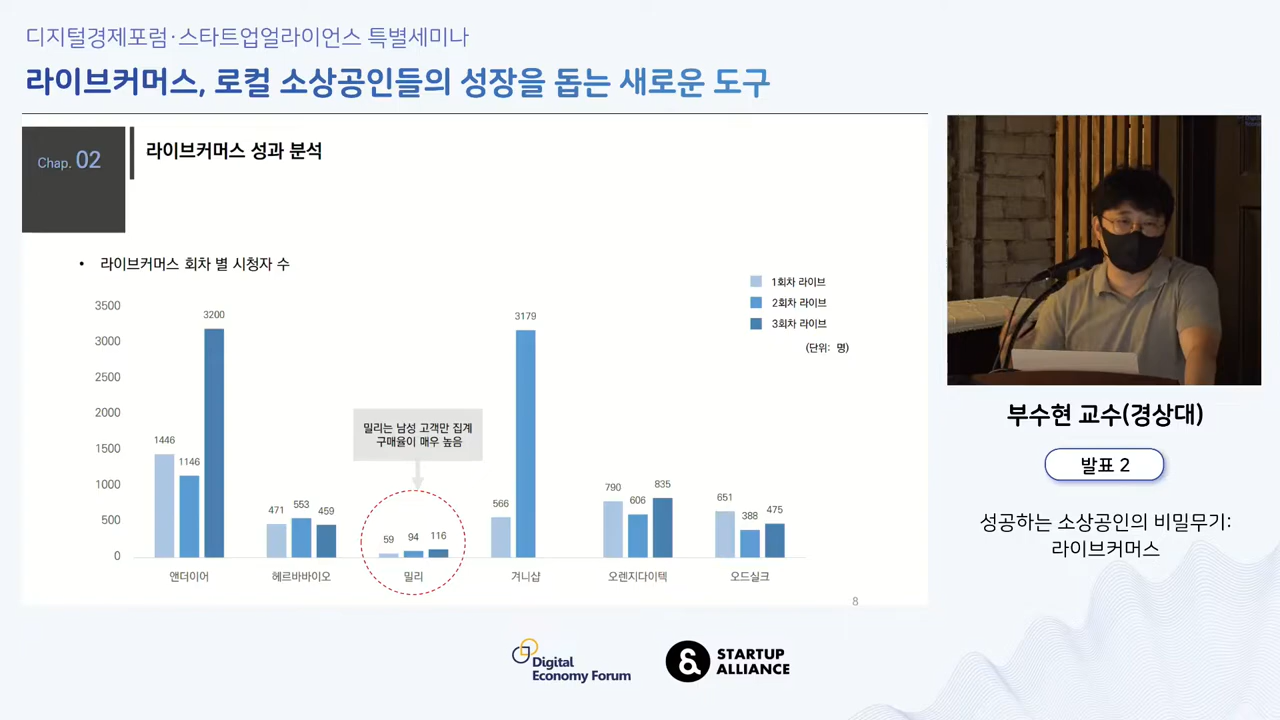 디지털경제포럼·스타트업얼라이언스 특별세미나
라이브커머스, 로컬 소상공인들의 성장을 돕는 새로운 도구
Chap. 02
라이브커머스 성과 분석
• 라이브커머스 회차 별 시청자 수
1회차 라이브
2회차 라이브
3회차 라이브
(단위: 명)
3500
3000
2500
2000
1500
1000
500
0
1446
1146
3200
471
553
459
밀리는 남성 고객만 집계
구매율이 매우 높음
59
94
116
566
3179
790
606
835
651
388
475
앤더이어
헤르바바이오
밀리
겨니샵
오렌지다이텍
오드실크
8
부수현 교수(경상대)
발표 2
성공하는 소상공인의 비밀무기:
라이브커머스
Digital
Economy Forum
STARTUP
ALLIANCE